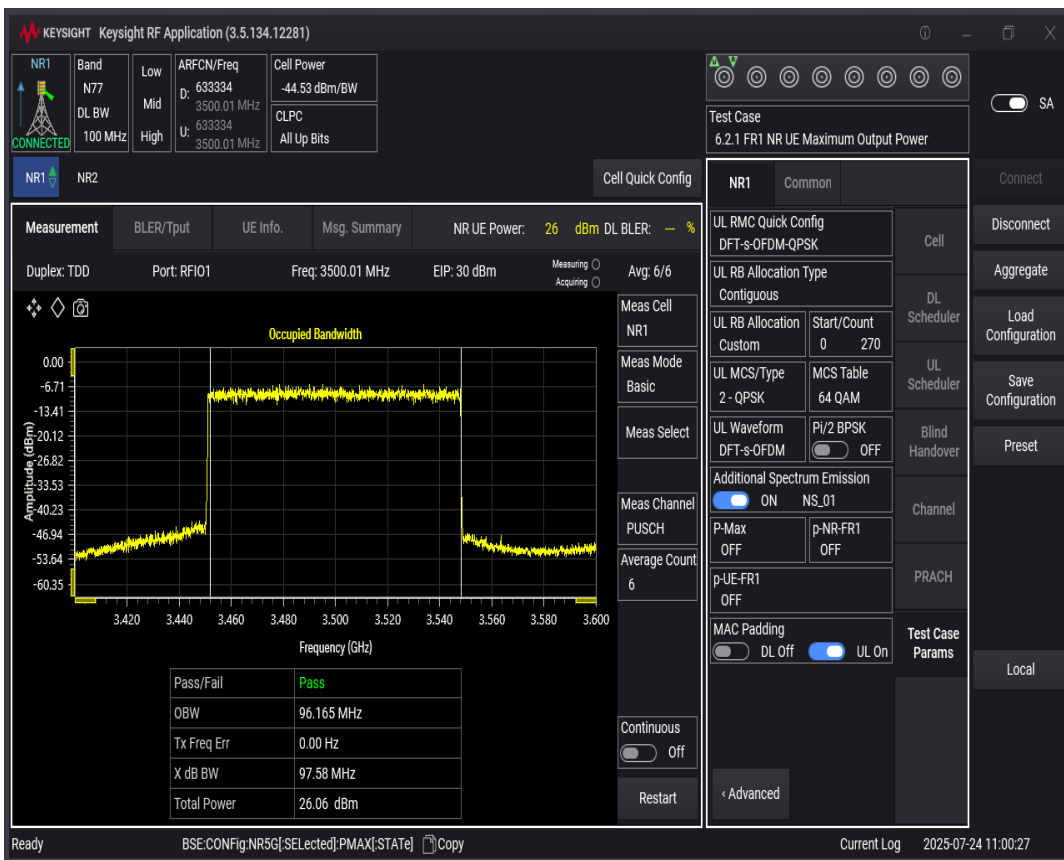 KEYSIGHT Keysight RF Application (3.5.134.12281)
NR1
CONNECTED
Band
N77
DL BW
100 MHz
Low
Mid
High
ARFCN/Freq
D: 633334
3500.01 MHz
U: 633334
3500.01 MHz
Cell Power
-44.53 dBm/BW
CLPC
All Up Bits
Test Case
6.2.1 FR1 NR UE Maximum Output Power
SA
NR1 NR2
Cell Quick Config
Measurement BLER/Tput UE Info. Msg. Summary
NR UE Power: 26 dBm DL BLER: -- %
Duplex: TDD Port: RFIO1 Freq: 3500.01 MHz EIP: 30 dBm
Measuring
Acquiring
Avg: 6/6
Occupied Bandwidth
Amplitude (dBm)
0.00
-6.71
-13.41
-20.12
-26.82
-33.53
-40.23
-46.94
-53.64
-60.35
3.420 3.440 3.460 3.480 3.500 3.520 3.540 3.560 3.580 3.600
Frequency (GHz)
Pass/Fail Pass
OBW 96.165 MHz
Tx Freq Err 0.00 Hz
X dB BW 97.58 MHz
Total Power 26.06 dBm
Meas Cell
NR1
Meas Mode
Basic
Meas Select
Meas Channel
PUSCH
Average Count
6
Continuous
Off
Restart
NR1 Common
UL RMC Quick Config
DFT-s-OFDM-QPSK
UL RB Allocation Type
Contiguous
UL RB Allocation
Custom
Start/Count
0 270
UL MCS/Type
2 - QPSK
MCS Table
64 QAM
UL Waveform
DFT-s-OFDM
Pi/2 BPSK
OFF
Additional Spectrum Emission
ON NS_01
P-Max
OFF
p-NR-FR1
OFF
p-UE-FR1
OFF
MAC Padding
DL Off UL On
‹ Advanced
Cell
DL
Scheduler
UL
Scheduler
Blind
Handover
Channel
PRACH
Test Case
Params
Connect
Disconnect
Aggregate
Load
Configuration
Save
Configuration
Preset
Local
Ready BSE:CONFig:NR5G[:SELected]:PMAX[:STATe] Copy
Current Log 2025-07-24 11:00:27